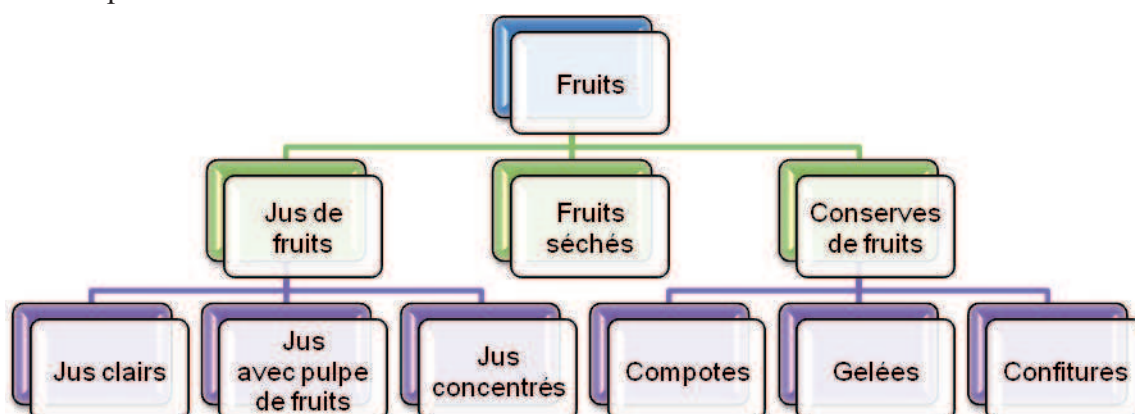 Fruits
Jus de
fruits
Fruits
séchés
Conserves
de fruits
Jus clairs
Jus
avec pulpe
de fruits
Jus
concentrés
Compotes
Gelées
Confitures